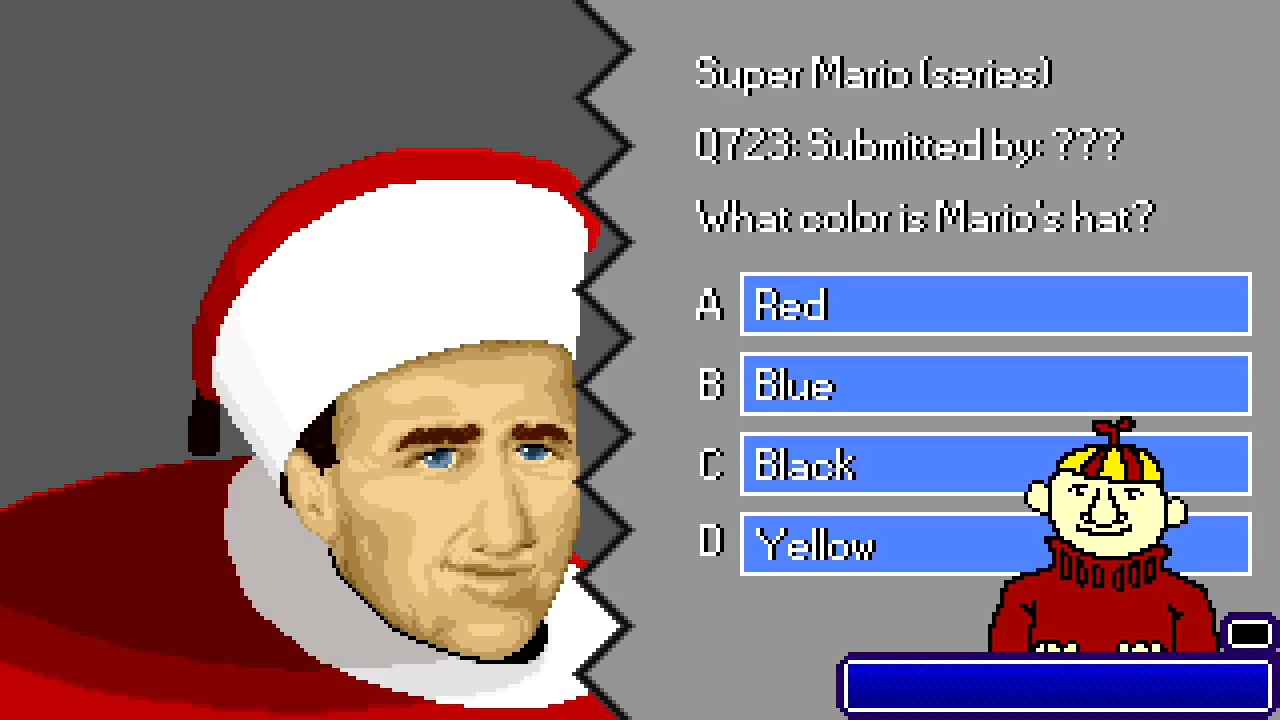 Super Mario (series)
Q723: Submitted by: ???
What color is Mario's hat?
A Red
B Blue
C Black
D Yellow